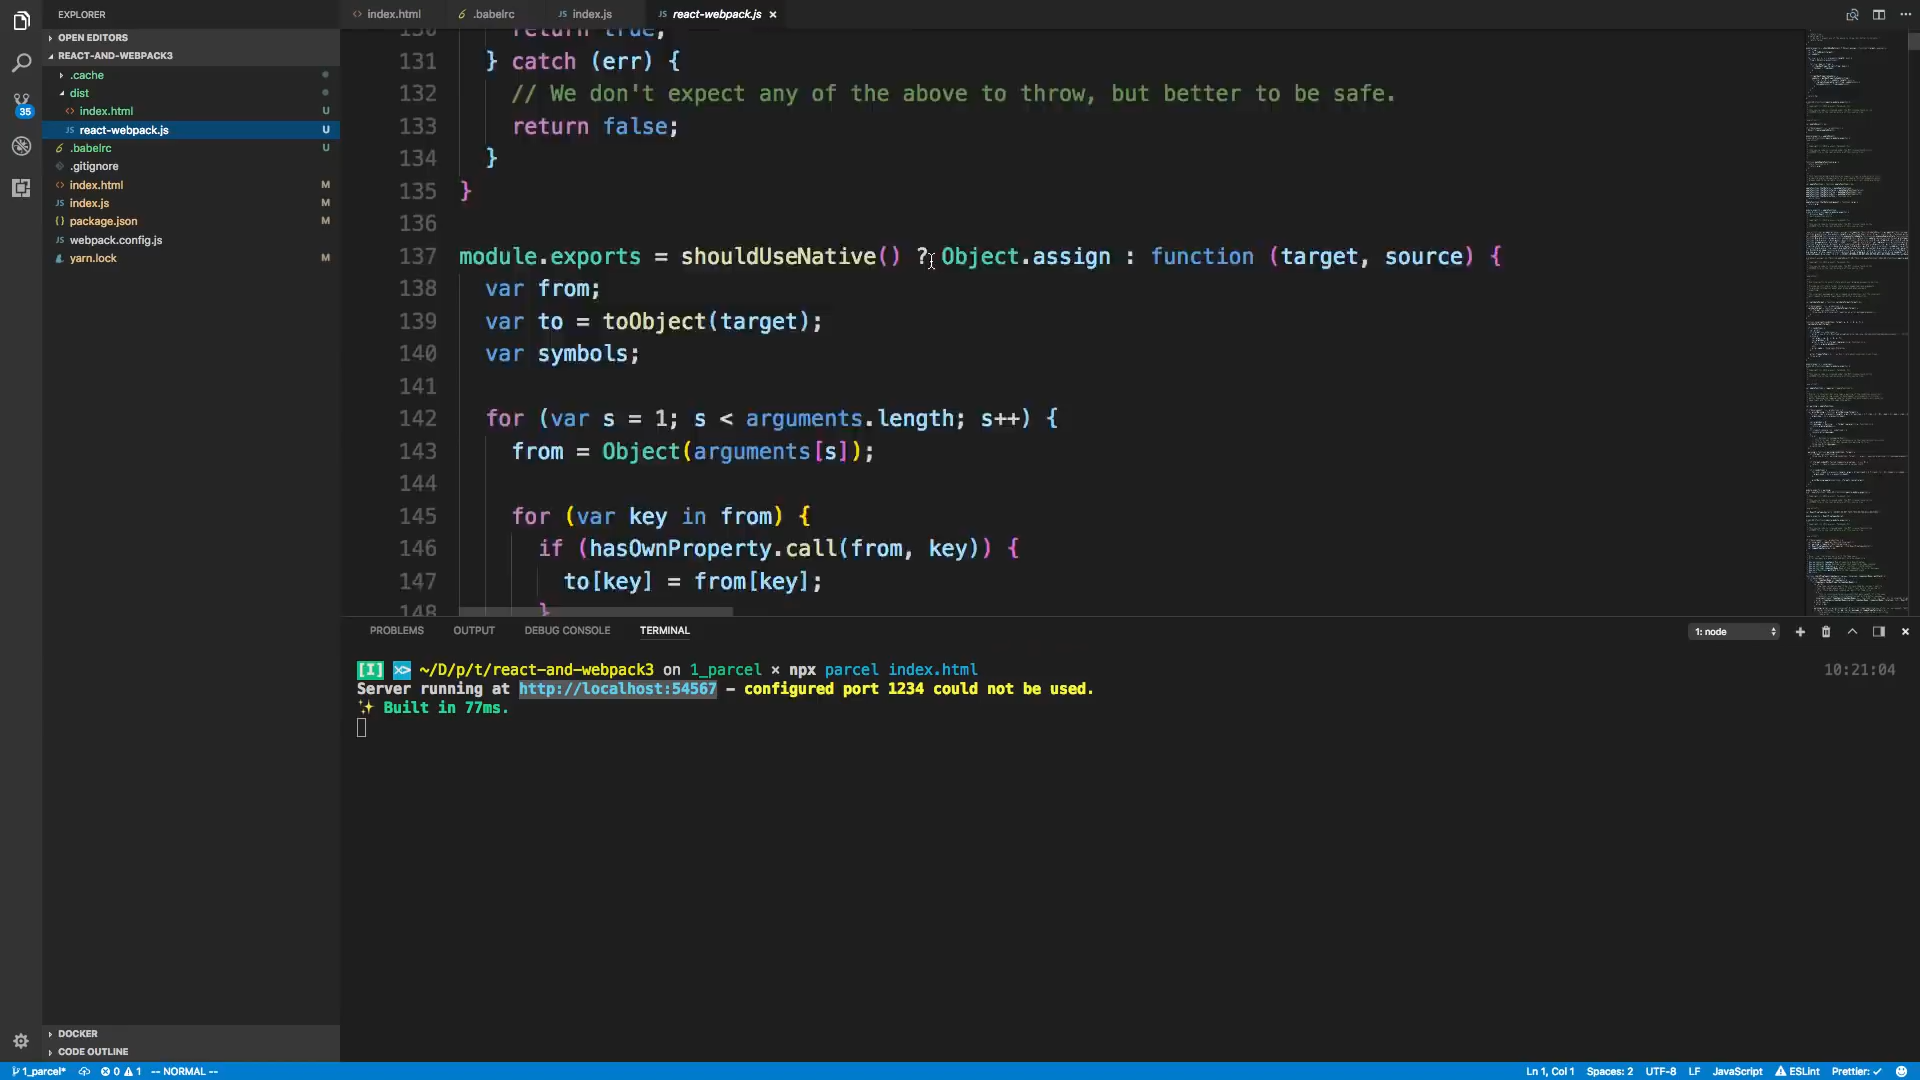 EXPLORER
index.html
.babelrc
index.js
react-webpack.js
OPEN EDITORS
REACT-AND-WEBPACK3
.cache
dist
index.html U
react-webpack.js U
.babelrc U
.gitignore
index.html M
index.js M
package.json M
webpack.config.js
yarn.lock M
35
DOCKER
CODE OUTLINE
130 return true;
131 } catch (err) {
132 // We don't expect any of the above to throw, but better to be safe.
133 return false;
134 }
135 }
136
137 module.exports = shouldUseNative() ? Object.assign : function (target, source) {
138 var from;
139 var to = toObject(target);
140 var symbols;
141
142 for (var s = 1; s < arguments.length; s++) {
143 from = Object(arguments[s]);
144
145 for (var key in from) {
146 if (hasOwnProperty.call(from, key)) {
147 to[key] = from[key];
148 }
PROBLEMS OUTPUT DEBUG CONSOLE TERMINAL 1: node
[I] >> ~/D/p/t/react-and-webpack3 on 1_parcel × npx parcel index.html 10:21:04
Server running at http://localhost:54567 - configured port 1234 could not be used.
✨ Built in 77ms.
1_parcel* 0 1 -- NORMAL -- Ln 1, Col 1 Spaces: 2 UTF-8 LF JavaScript ESLint Prettier: ✓